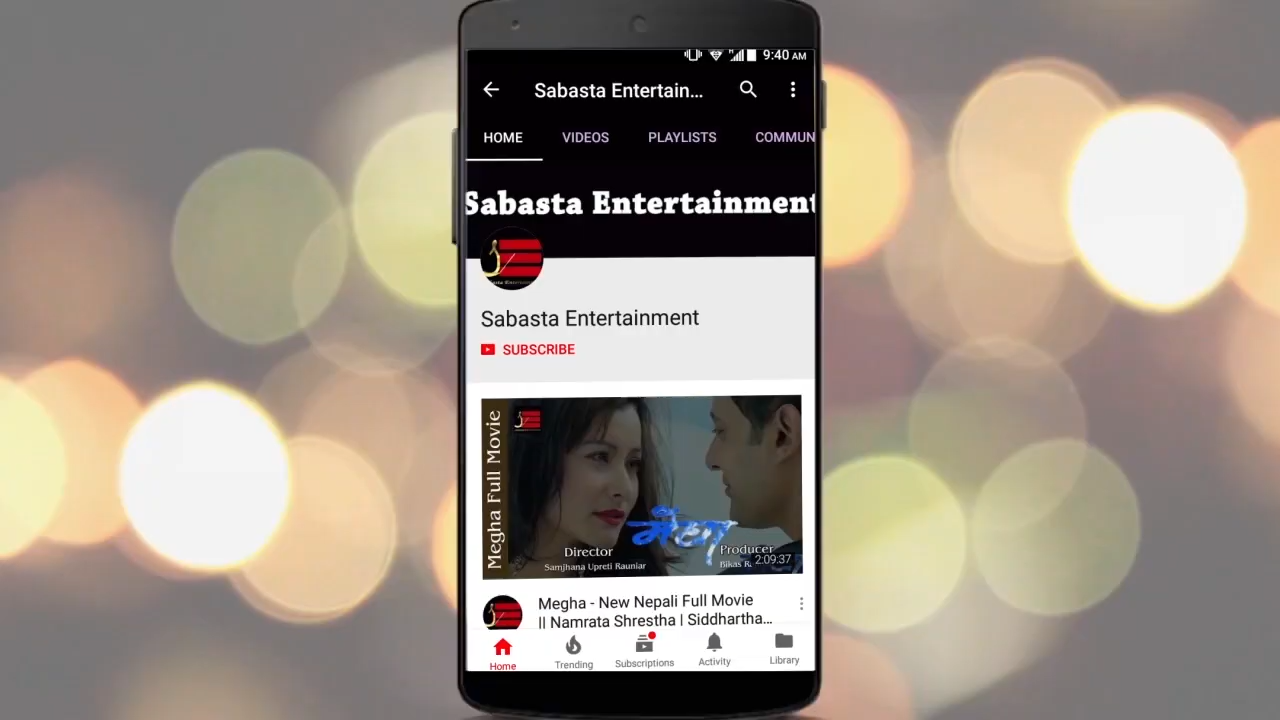 9:40 AM
Sabasta Entertain...
HOME VIDEOS PLAYLISTS COMMUN
Sabasta Entertainment
Sabasta Entertainment
SUBSCRIBE
Megha Full Movie
मेघा
Director
Samjhana Upreti Rauniar
Producer
Bikas R.
2:09:37
Megha - New Nepali Full Movie
|| Namrata Shrestha | Siddhartha...
Home Trending Subscriptions Activity Library